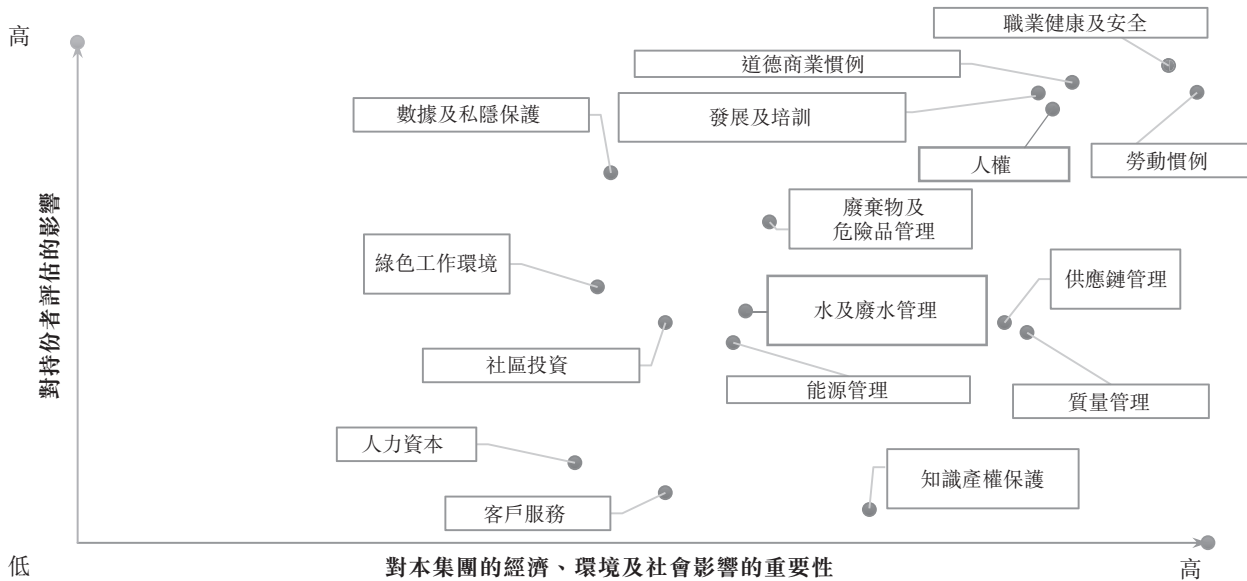 高
職業健康及安全
道德商業慣例
數據及私隱保護
發展及培訓
人權
勞動慣例
對持份者評估的影響
廢棄物及
危險品管理
綠色工作環境
供應鏈管理
水及廢水管理
社區投資
能源管理
質量管理
人力資本
知識產權保護
客戶服務
低
對本集團的經濟、環境及社會影響的重要性
高